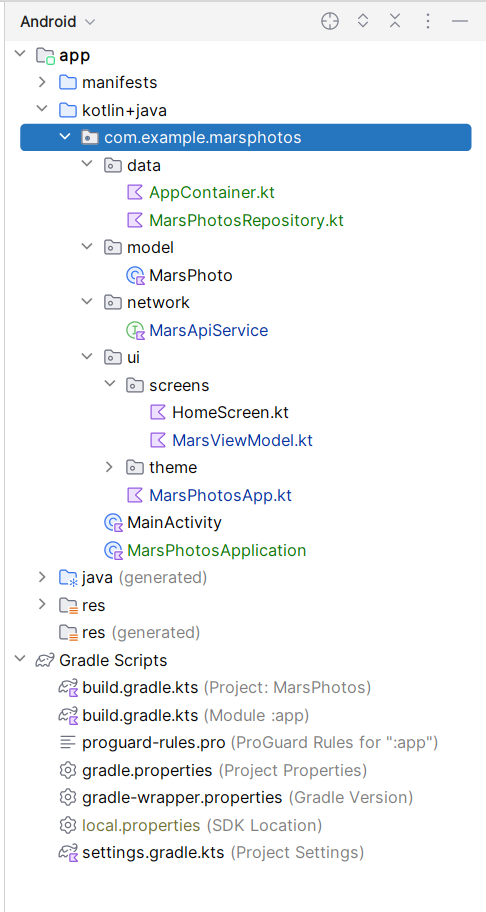 Android
app
manifests
kotlin+java
com.example.marsphotos
data
AppContainer.kt
MarsPhotosRepository.kt
model
MarsPhoto
network
MarsApiService
ui
screens
HomeScreen.kt
MarsViewModel.kt
theme
MarsPhotosApp.kt
MainActivity
MarsPhotosApplication
java (generated)
res
res (generated)
Gradle Scripts
build.gradle.kts (Project: MarsPhotos)
build.gradle.kts (Module :app)
proguard-rules.pro (ProGuard Rules for ":app")
gradle.properties (Project Properties)
gradle-wrapper.properties (Gradle Version)
local.properties (SDK Location)
settings.gradle.kts (Project Settings)